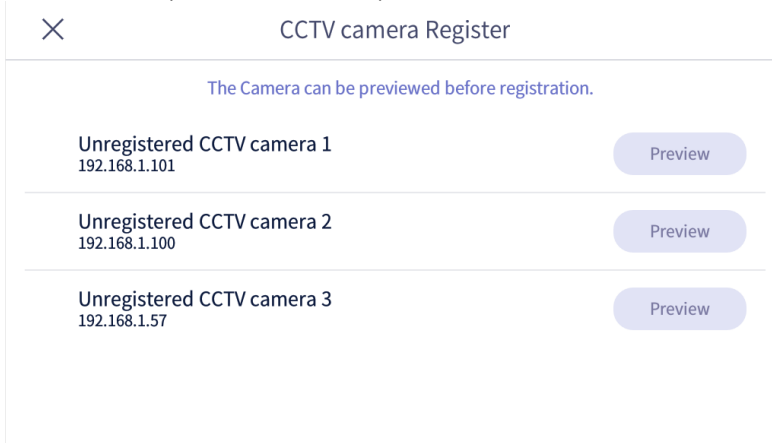 CCTV camera Register
The Camera can be previewed before registration.
Unregistered CCTV camera 1
192.168.1.101
Preview
Unregistered CCTV camera 2
192.168.1.100
Preview
Unregistered CCTV camera 3
192.168.1.57
Preview